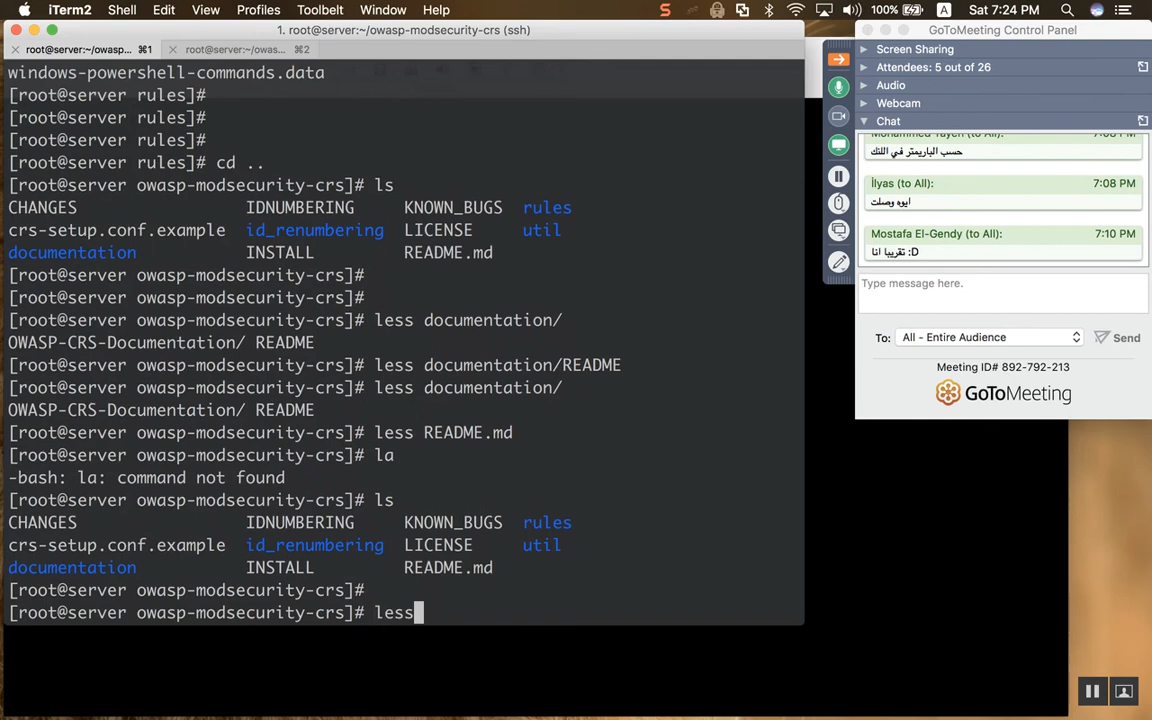 iTerm2 Shell Edit View Profiles Toolbelt Window Help 100% A Sat 7:24 PM
1. root@server:~/owasp-modsecurity-crs (ssh)
root@server:~/owasp... ⌘1 root@server:~/owas... ⌘2
windows-powershell-commands.data
[root@server rules]#
[root@server rules]#
[root@server rules]#
[root@server rules]# cd ..
[root@server owasp-modsecurity-crs]# ls
CHANGES IDNUMBERING KNOWN_BUGS rules
crs-setup.conf.example id_renumbering LICENSE util
documentation INSTALL README.md
[root@server owasp-modsecurity-crs]#
[root@server owasp-modsecurity-crs]#
[root@server owasp-modsecurity-crs]# less documentation/
OWASP-CRS-Documentation/ README
[root@server owasp-modsecurity-crs]# less documentation/README
[root@server owasp-modsecurity-crs]# less documentation/
OWASP-CRS-Documentation/ README
[root@server owasp-modsecurity-crs]# less README.md
[root@server owasp-modsecurity-crs]# la
-bash: la: command not found
[root@server owasp-modsecurity-crs]# ls
CHANGES IDNUMBERING KNOWN_BUGS rules
crs-setup.conf.example id_renumbering LICENSE util
documentation INSTALL README.md
[root@server owasp-modsecurity-crs]#
[root@server owasp-modsecurity-crs]# less
GoToMeeting Control Panel
Screen Sharing
Attendees: 5 out of 26
Audio
Webcam
Chat
Mohammed Tayeh (to All): 7:08 PM
حسب الباريمتر في اللنك
İlyas (to All): 7:08 PM
ايوه وصلت
Mostafa El-Gendy (to All): 7:10 PM
تقريبا انا :D
Type message here.
To: All - Entire Audience Send
Meeting ID# 892-792-213
GoToMeeting